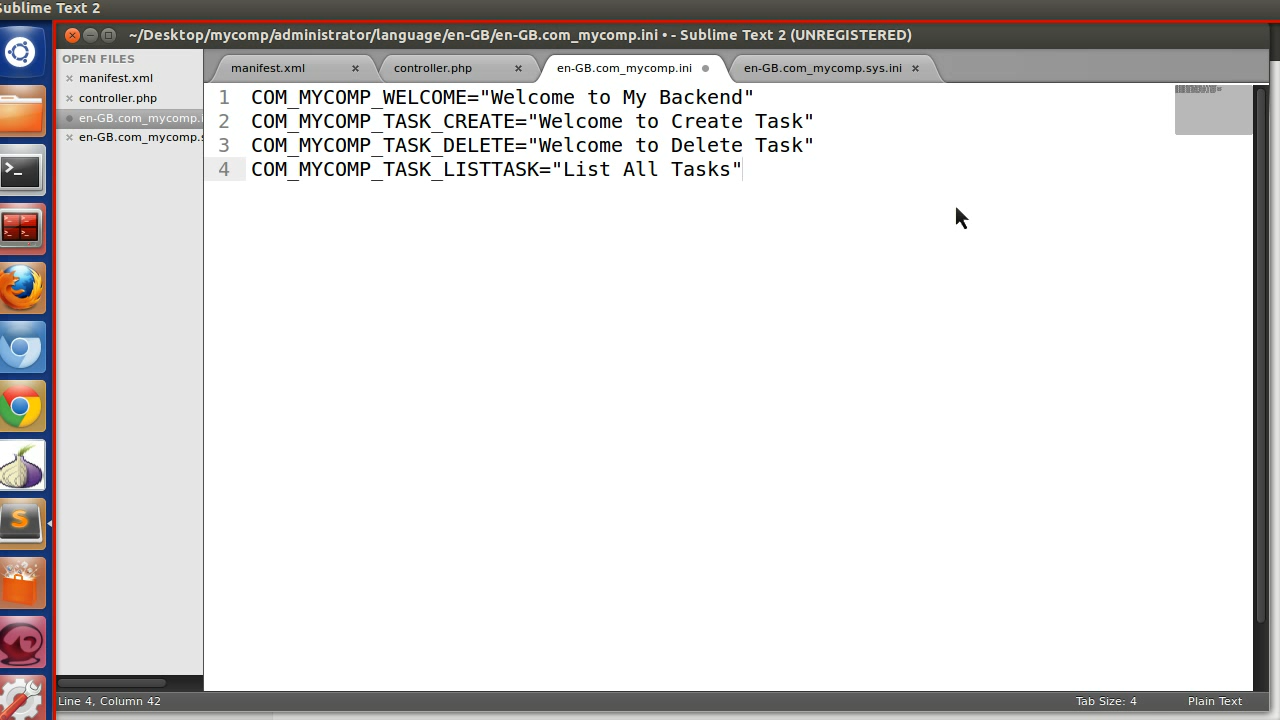 Sublime Text 2
~/Desktop/mycomp/administrator/language/en-GB/en-GB.com_mycomp.ini • - Sublime Text 2 (UNREGISTERED)
OPEN FILES
manifest.xml
controller.php
en-GB.com_mycomp.i
en-GB.com_mycomp.s
manifest.xml
controller.php
en-GB.com_mycomp.ini
en-GB.com_mycomp.sys.ini
1 COM_MYCOMP_WELCOME="Welcome to My Backend"
2 COM_MYCOMP_TASK_CREATE="Welcome to Create Task"
3 COM_MYCOMP_TASK_DELETE="Welcome to Delete Task"
4 COM_MYCOMP_TASK_LISTTASK="List All Tasks"
Line 4, Column 42
Tab Size: 4
Plain Text